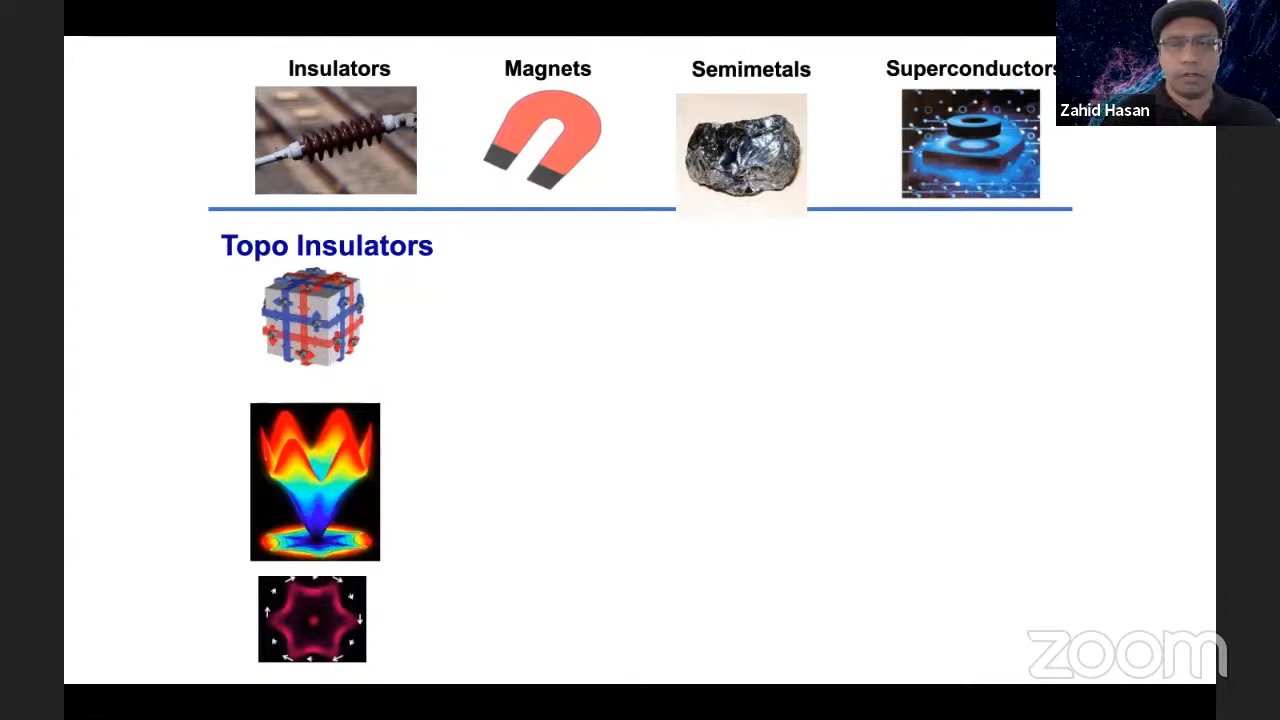 Insulators
Magnets
Semimetals
Superconductors
Zahid Hasan
Topo Insulators
zoom